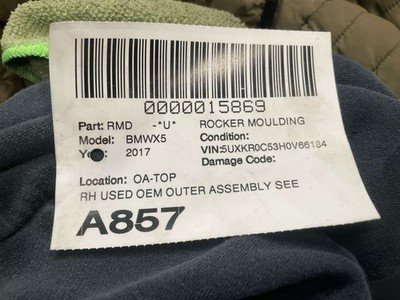 0000015869
Part: RMD -*U* ROCKER MOULDING
Model: BMWX5 Condition:
Year: 2017 VIN:5UXKR0C53H0V66184
Damage Code:
Location: OA-TOP
RH USED OEM OUTER ASSEMBLY SEE
A857